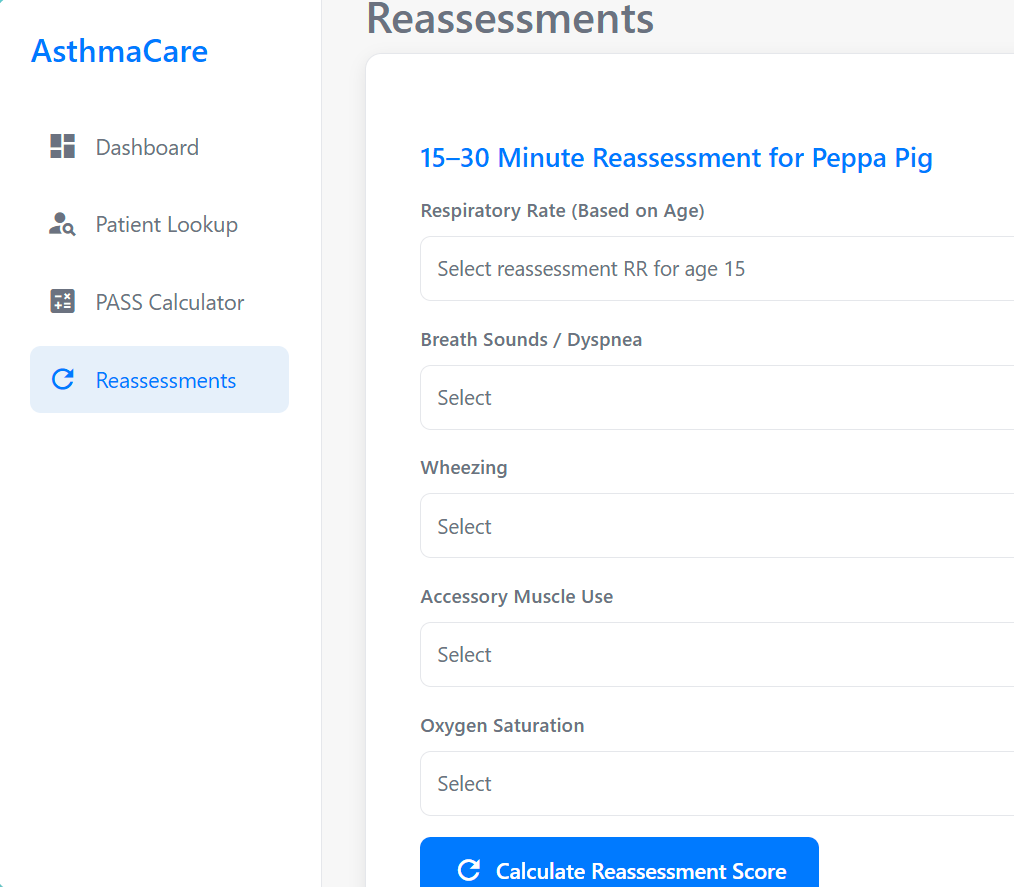 AsthmaCare
Dashboard
Patient Lookup
PASS Calculator
Reassessments
Reassessments
15–30 Minute Reassessment for Peppa Pig
Respiratory Rate (Based on Age)
Select reassessment RR for age 15
Breath Sounds / Dyspnea
Select
Wheezing
Select
Accessory Muscle Use
Select
Oxygen Saturation
Select
Calculate Reassessment Score